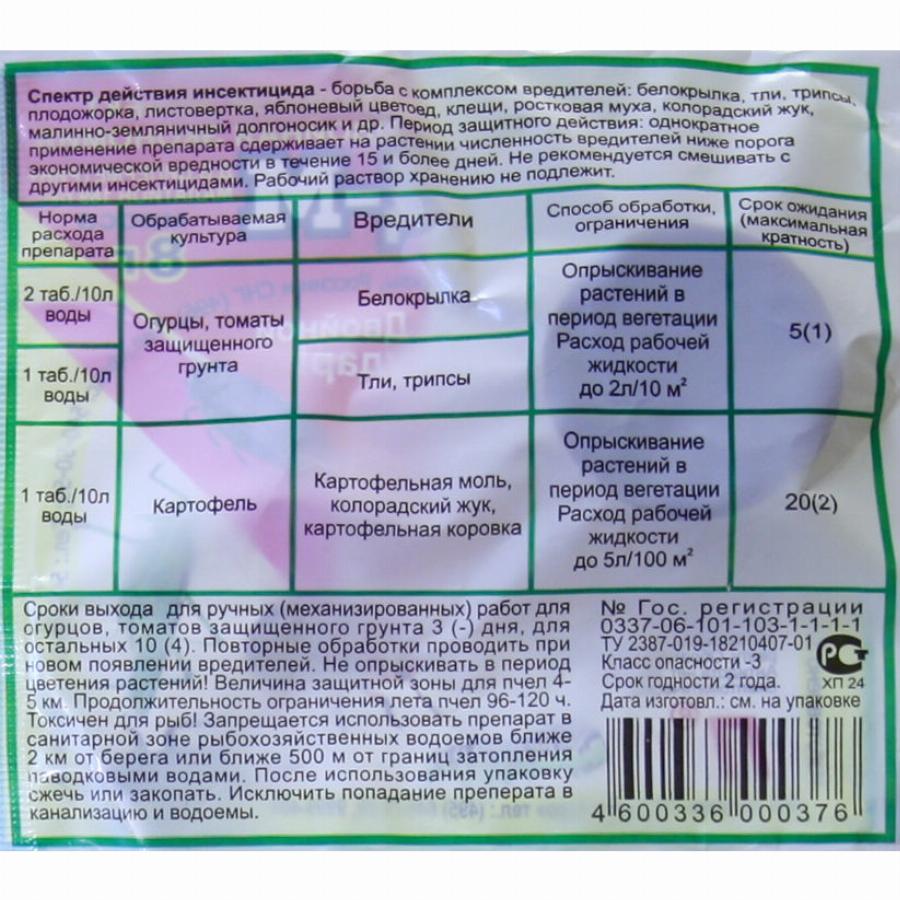 Спектр действия инсектицида - борьба с комплексом вредителей: белокрылка, тли, трипсы,
плодожорка, листовертка, яблоневый цветоед, клещи, ростковая муха, колорадский жук,
малинно-земляничный долгоносик и др. Период защитного действия: однократное
применение препарата сдерживает на растении численность вредителей ниже порога
экономической вредности в течение 15 и более дней. Не рекомендуется смешивать с
другими инсектицидами. Рабочий раствор хранению не подлежит.
Норма
расхода
препарата
Обрабатываемая
культура
Вредители
Способ обработки,
ограничения
Срок ожидания
(максимальная
кратность)
2 таб./10л
воды
Огурцы, томаты
защищенного
грунта
Белокрылка
Опрыскивание
растений в
период вегетации
Расход рабочей
жидкости
до 2л/10 м²
5(1)
1 таб./10л
воды
Тли, трипсы
1 таб./10л
воды
Картофель
Картофельная моль,
колорадский жук,
картофельная коровка
Опрыскивание
растений в
период вегетации
Расход рабочей
жидкости
до 5л/100 м²
20(2)
Сроки выхода для ручных (механизированных) работ для
огурцов, томатов защищенного грунта 3 (-) дня, для
остальных 10 (4). Повторные обработки проводить при
новом появлении вредителей. Не опрыскивать в период
цветения растений! Величина защитной зоны для пчел 4-
5 км. Продолжительность ограничения лета пчел 96-120 ч.
Токсичен для рыб! Запрещается использовать препарат в
санитарной зоне рыбохозяйственных водоемов ближе
2 км от берега или ближе 500 м от границ затопления
паводковыми водами. После использования упаковку
сжечь или закопать. Исключить попадание препарата в
канализацию и водоемы.
№ Гос. регистрации
0337-06-101-103-1-1-1-1
ТУ 2387-019-18210407-01
Класс опасности -3
Срок годности 2 года.
ХП 24
Дата изготовл.: см. на упаковке
4 600336 000376